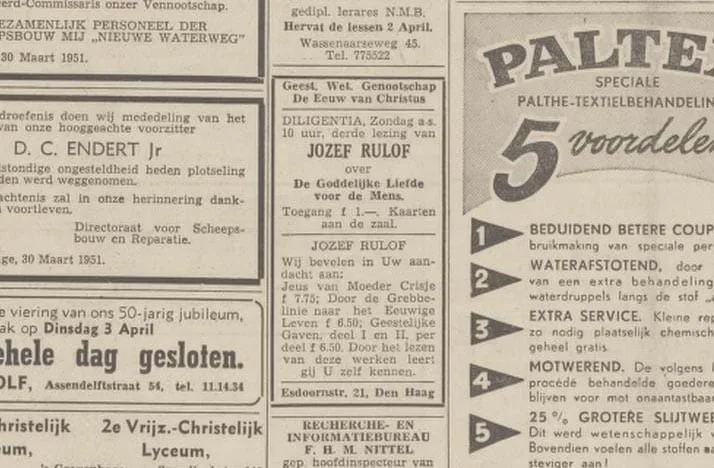 erd-Commissaris onzer Vennootschap.
EZAMENLIJK PERSONEEL DER
PSBOUW MIJ „NIEUWE WATERWEG"
30 Maart 1951.
droefenis doen wij mededeling van het
van onze hooggeachte voorzitter
D. C. ENDERT Jr
stondige ongesteldheid heden plotseling
den werd weggenomen.
achtenis zal in onze herinnering dank-
voortleven.
Directoraat voor Scheeps-
bouw en Reparatie.
ge, 30 Maart 1951.
e viering van ons 50-jarig jubileum,
ak op Dinsdag 3 April
ehele dag gesloten.
OLF, Assendelftstraat 54, tel. 11.14.34
hristelijk
um,
2e Vrijz.-Christelijk
Lyceum,
gedipl. lerares N.M.B.
Hervat de lessen 2 April.
Wassenaarseweg 45.
Tel. 775522
Geest. Wet. Genootschap
De Eeuw van Christus
DILIGENTIA, Zondag a.s.
10 uur, derde lezing van
JOZEF RULOF
over
De Goddelijke Liefde
voor de Mens.
Toegang f 1.—. Kaarten
aan de zaal.
JOZEF RULOF
Wij bevelen in Uw aan-
dacht aan:
Jeus van Moeder Crisje
f 7.75; Door de Grebbe-
linie naar het Eeuwige
Leven f 6.50; Geestelijke
Gaven, deel I en II, per
deel f 6.50. Door het lezen
van deze werken leert
gij U zelf kennen.
Esdoornstr. 21, Den Haag
RECHERCHE- EN
INFORMATIEBUREAU
F. H. M. NITTEL
gep. hoofdinspecteur van
PALTE
SPECIALE
PALTHE-TEXTIELBEHANDELIN
5 voordele
1 BEDUIDEND BETERE COUP
bruikmaking van speciale per
2 WATERAFSTOTEND, door
van een extra behandeling
waterdruppels langs de stof
3 EXTRA SERVICE. Kleine rep
zo nodig plaatselijk chemisch
geheel gratis
4 MOTWEREND. De volgens
procédé behandelde goedere
blijven voor mot onaantastbaar
5 25 % GROTERE SLIJTWE
Dit werd wetenschappelijk
Bovendien voelen alle stoffen
steviger aan!